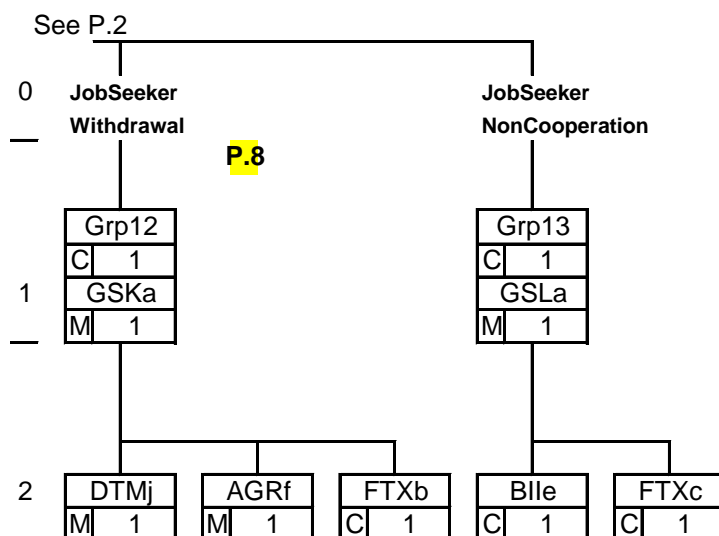 See P.2
0 JobSeeker JobSeeker
Withdrawal NonCooperation
P.8
Grp12 Grp13
C 1 C 1
1 GSKa GSLa
M 1 M 1
2 DTMj AGRf FTXb BIIe FTXc
M 1 M 1 C 1 C 1 C 1